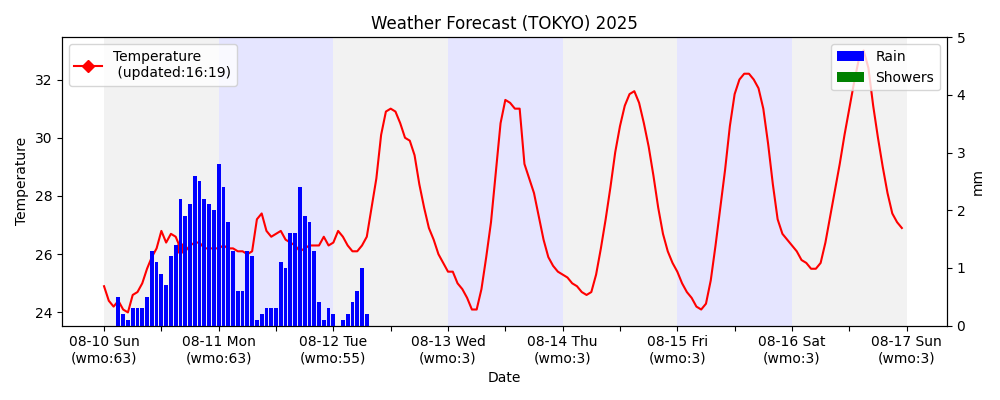 Weather Forecast (TOKYO) 2025
Temperature
(updated:16:19)
Rain
Showers
32
30
28
26
24
Temperature
5
4
3
2
1
0
mm
08-10 Sun
(wmo:63)
08-11 Mon
(wmo:63)
08-12 Tue
(wmo:55)
08-13 Wed
(wmo:3)
08-14 Thu
(wmo:3)
08-15 Fri
(wmo:3)
08-16 Sat
(wmo:3)
08-17 Sun
(wmo:3)
Date